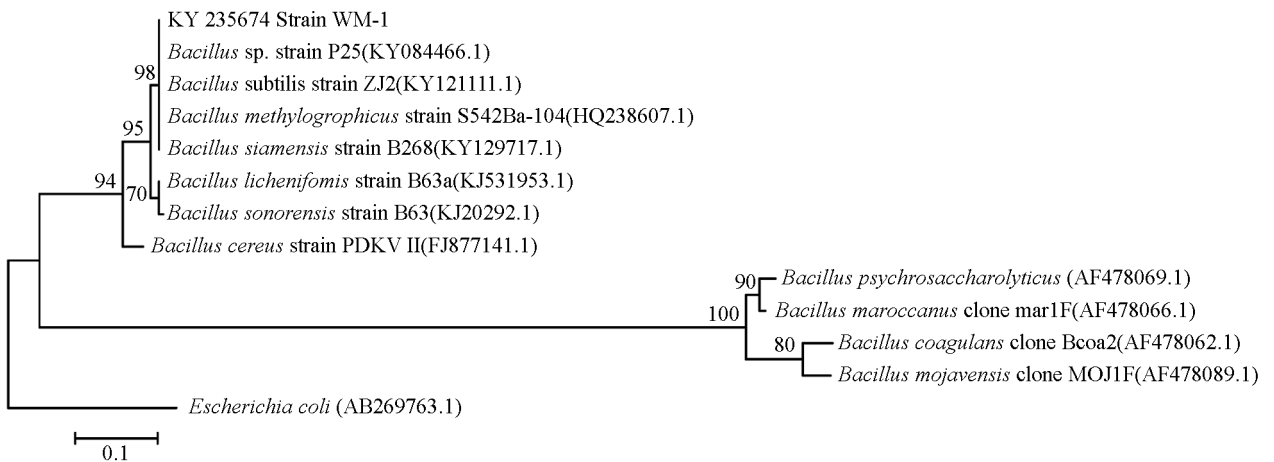 KY 235674 Strain WM-1
Bacillus sp. strain P25(KY084466.1)
98
Bacillus subtilis strain ZJ2(KY121111.1)
Bacillus methylogrophicus strain S542Ba-104(HQ238607.1)
95
Bacillus siamensis strain B268(KY129717.1)
94
Bacillus lichenifomis strain B63a(KJ531953.1)
70
Bacillus sonorensis strain B63(KJ20292.1)
Bacillus cereus strain PDKV II(FJ877141.1)
90
Bacillus psychrosaccharolyticus (AF478069.1)
100
Bacillus maroccanus clone mar1F(AF478066.1)
80
Bacillus coagulans clone Bcoa2(AF478062.1)
Bacillus mojavensis clone MOJ1F(AF478089.1)
Escherichia coli (AB269763.1)
0.1